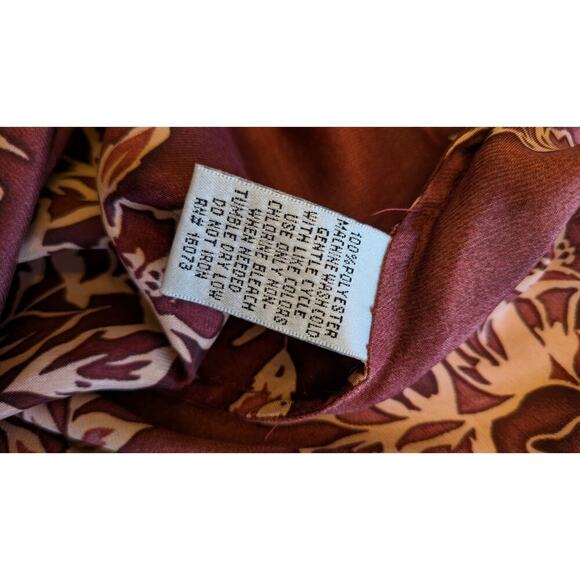 100% POLYESTER
MACHINE WASH COLD
GENTLE CYCLE
WITH LIKE COLORS
USE ONLY NON-
CHLORINE BLEACH
WHEN NEEDED
TUMBLE DRY LOW
DO NOT IRON
RN# 16073